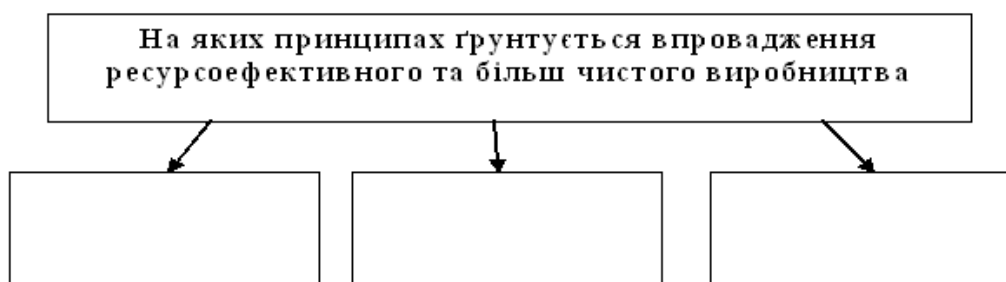 На яких принципах ґрунтується впровадження
ресурсоефективного та більш чистого виробництва